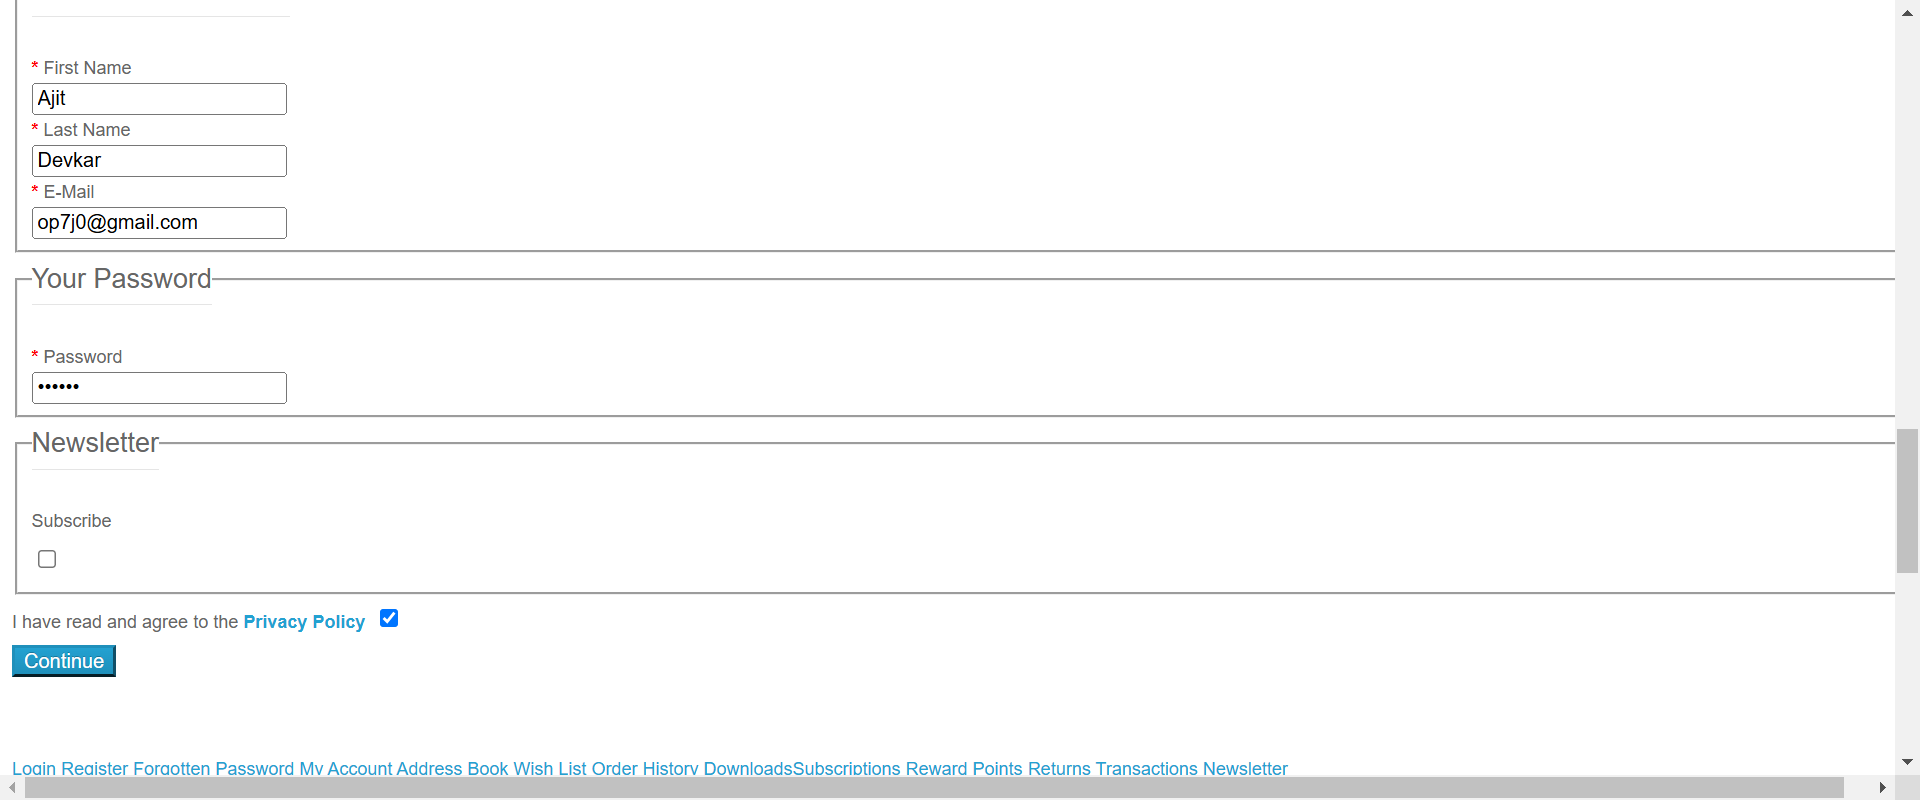 * First Name
Ajit
* Last Name
Devkar
* E-Mail
op7j0@gmail.com
Your Password
* Password
••••••
Newsletter
Subscribe
I have read and agree to the Privacy Policy
Continue
Login Register Forgotten Password My Account Address Book Wish List Order History DownloadsSubscriptions Reward Points Returns Transactions Newsletter